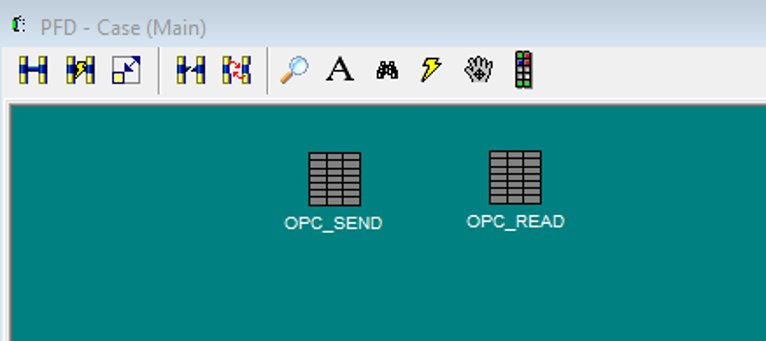 PFD - Case (Main)
A
OPC_SEND
OPC_READ